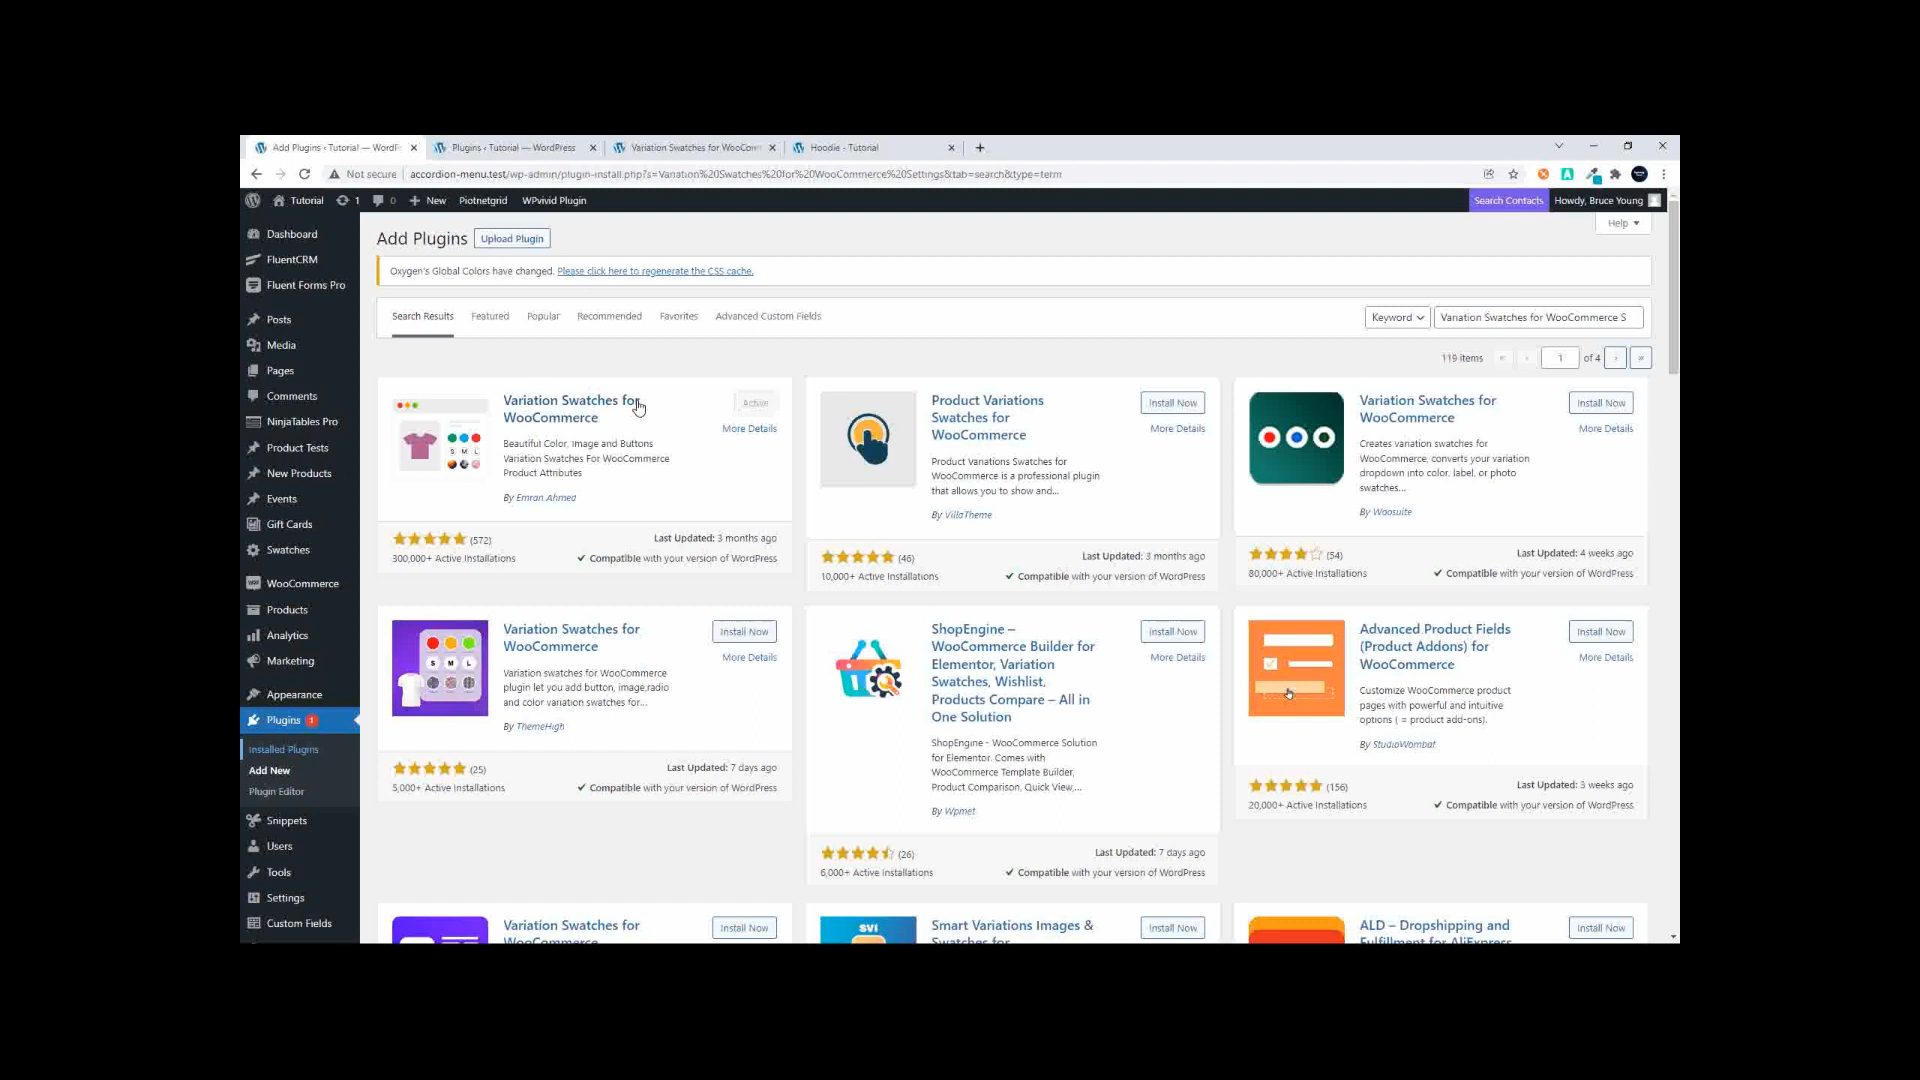 Add Plugins ‹ Tutorial — WordP
Plugins ‹ Tutorial — WordPress
Variation Swatches for WooCom
Hoodie - Tutorial
Not secure accordion-menu.test/wp-admin/plugin-install.php?s=Variation%20Swatches%20for%20WooCommerce%20Settings&tab=search&type=term
Tutorial 1 0 New Piotnetgrid WPvivid Plugin
Search Contacts Howdy, Bruce Young
Help
Dashboard
FluentCRM
Fluent Forms Pro
Posts
Media
Pages
Comments
NinjaTables Pro
Product Tests
New Products
Events
Gift Cards
Swatches
WooCommerce
Products
Analytics
Marketing
Appearance
Plugins 1
Installed Plugins
Add New
Plugin Editor
Snippets
Users
Tools
Settings
Custom Fields
Add Plugins Upload Plugin
Oxygen's Global Colors have changed. Please click here to regenerate the CSS cache.
Search Results Featured Popular Recommended Favorites Advanced Custom Fields
Keyword Variation Swatches for WooCommerce S
119 items « ‹ 1 of 4 › »
Variation Swatches for
WooCommerce
Active
More Details
Beautiful Color, Image and Buttons
Variation Swatches For WooCommerce
Product Attributes
By Emran Ahmed
S M L
(572)
Last Updated: 3 months ago
300,000+ Active Installations
Compatible with your version of WordPress
Product Variations
Swatches for
WooCommerce
Install Now
More Details
Product Variations Swatches for
WooCommerce is a professional plugin
that allows you to show and...
By VillaTheme
(46)
Last Updated: 3 months ago
10,000+ Active Installations
Compatible with your version of WordPress
Variation Swatches for
WooCommerce
Install Now
More Details
Creates variation swatches for
WooCommerce, converts your variation
dropdown into color, label, or photo
swatches...
By Woosuite
(54)
Last Updated: 4 weeks ago
80,000+ Active Installations
Compatible with your version of WordPress
Variation Swatches for
WooCommerce
Install Now
More Details
Variation swatches for WooCommerce
plugin let you add button, image,radio
and color variation swatches for...
By ThemeHigh
S M L
(25)
Last Updated: 7 days ago
5,000+ Active Installations
Compatible with your version of WordPress
ShopEngine –
WooCommerce Builder for
Elementor, Variation
Swatches, Wishlist,
Products Compare – All in
One Solution
Install Now
More Details
ShopEngine - WooCommerce Solution
for Elementor. Comes with
WooCommerce Template Builder,
Product Comparison, Quick View,...
By Wpmet
(26)
Last Updated: 7 days ago
6,000+ Active Installations
Compatible with your version of WordPress
Advanced Product Fields
(Product Addons) for
WooCommerce
Install Now
More Details
Customize WooCommerce product
pages with powerful and intuitive
options ( = product add-ons).
By StudioWombat
(156)
Last Updated: 3 weeks ago
20,000+ Active Installations
Compatible with your version of WordPress
Variation Swatches for
WooCommerce
Install Now
SVI
Smart Variations Images &
Swatches for
Install Now
ALD – Dropshipping and
Fulfillment for AliExpress
Install Now